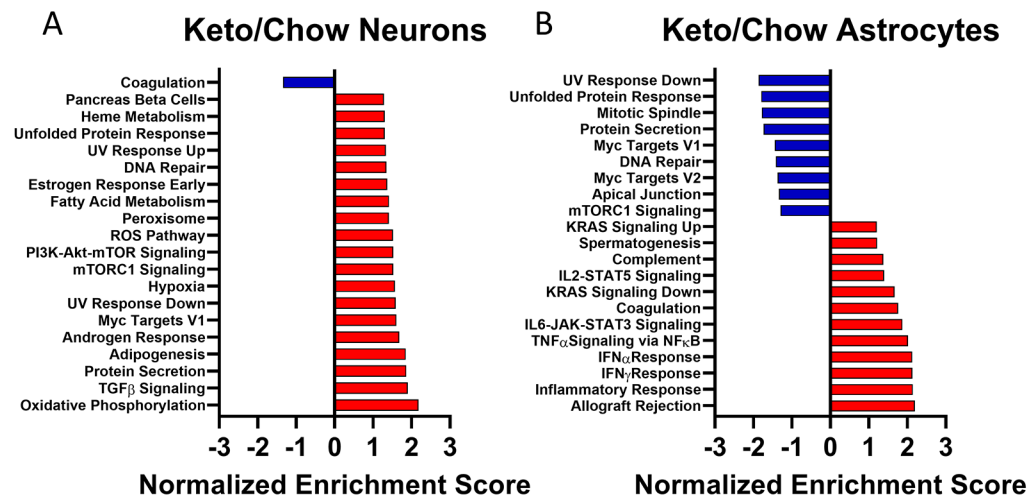 A
Keto/Chow Neurons
Coagulation
Pancreas Beta Cells
Heme Metabolism
Unfolded Protein Response
UV Response Up
DNA Repair
Estrogen Response Early
Fatty Acid Metabolism
Peroxisome
ROS Pathway
PI3K-Akt-mTOR Signaling
mTORC1 Signaling
Hypoxia
UV Response Down
Myc Targets V1
Androgen Response
Adipogenesis
Protein Secretion
TGFβ Signaling
Oxidative Phosphorylation
-3 -2 -1 0 1 2 3
Normalized Enrichment Score
B
Keto/Chow Astrocytes
UV Response Down
Unfolded Protein Response
Mitotic Spindle
Protein Secretion
Myc Targets V1
DNA Repair
Myc Targets V2
Apical Junction
mTORC1 Signaling
KRAS Signaling Up
Spermatogenesis
Complement
IL2-STAT5 Signaling
KRAS Signaling Down
Coagulation
IL6-JAK-STAT3 Signaling
TNFαSignaling via NFκB
IFNαResponse
IFNγResponse
Inflammatory Response
Allograft Rejection
-3 -2 -1 0 1 2 3
Normalized Enrichment Score